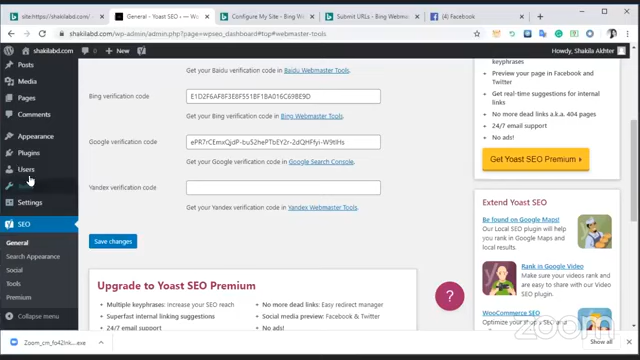 site:https://shakilabd.com/
General - Yoast SEO — W
Configure My Site - Bing Webma
Submit URLs - Bing Webmaste
Facebook
shakilabd.com/wp-admin/admin.php?page=wpseo_dashboard#top#webmaster-tools
shakilabd.com 0 + New
Howdy, Shakila Akhter
Posts
Media
Pages
Comments
Appearance
Plugins
Users
Settings
SEO
General
Search Appearance
Social
Tools
Premium
Collapse menu
Get your Baidu verification code in Baidu Webmaster Tools.
Bing verification code
E1D2F6AF8F3E8F551BF1BA016C69BE9D
Get your Bing verification code in Bing Webmaster Tools.
Google verification code
Get your Google verification code in Google Search Console.
Yandex verification code
Get your Yandex verification code in Yandex Webmaster Tools.
Save changes
Upgrade to Yoast SEO Premium
• Multiple keyphrases: Increase your SEO reach
• No more dead links: Easy redirect manager
• Superfast internal linking suggestions
• Social media preview: Facebook & Twitter
• 24/7 email support
• No ads!
keyphrases
• Preview your page in Facebook and Twitter
• Get real-time suggestions for internal links
• No more dead links a.k.a. 404 pages
• 24/7 email support
• No ads!
Get Yoast SEO Premium
Extend Yoast SEO
Be found on Google Maps!
Our Local SEO plugin will help you rank in Google Maps and local results.
Rank in Google Video
Make sure your videos rank and are easy to share with our Video SEO plugin.
WooCommerce SEO
Optimize your shop's SEO and
?
zoom
Zoom_cm_fo42lnk....exe
Show all